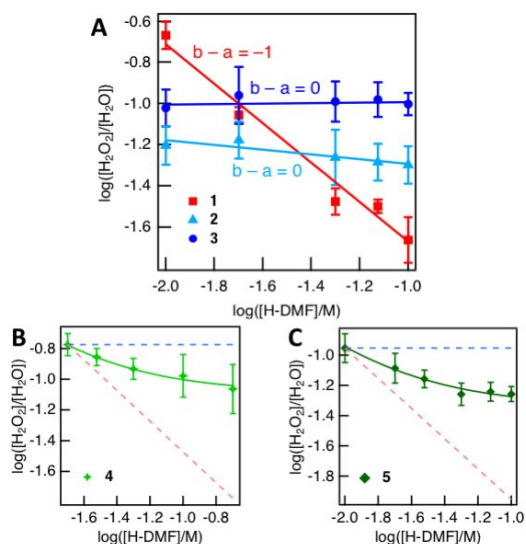 A
-0.6
-0.8
-1.0
-1.2
-1.4
-1.6
log([H₂O₂]/[H₂O])
b – a = –1
b – a = 0
b – a = 0
1
2
3
-2.0 -1.8 -1.6 -1.4 -1.2 -1.0
log([H-DMF]/M)
B
-0.8
-1.0
-1.2
-1.4
-1.6
log([H₂O₂]/[H₂O])
4
-1.6 -1.4 -1.2 -1.0 -0.8
log([H-DMF]/M)
C
-1.0
-1.2
-1.4
-1.6
-1.8
log([H₂O₂]/[H₂O])
5
-2.0 -1.8 -1.6 -1.4 -1.2 -1.0
log([H-DMF]/M)